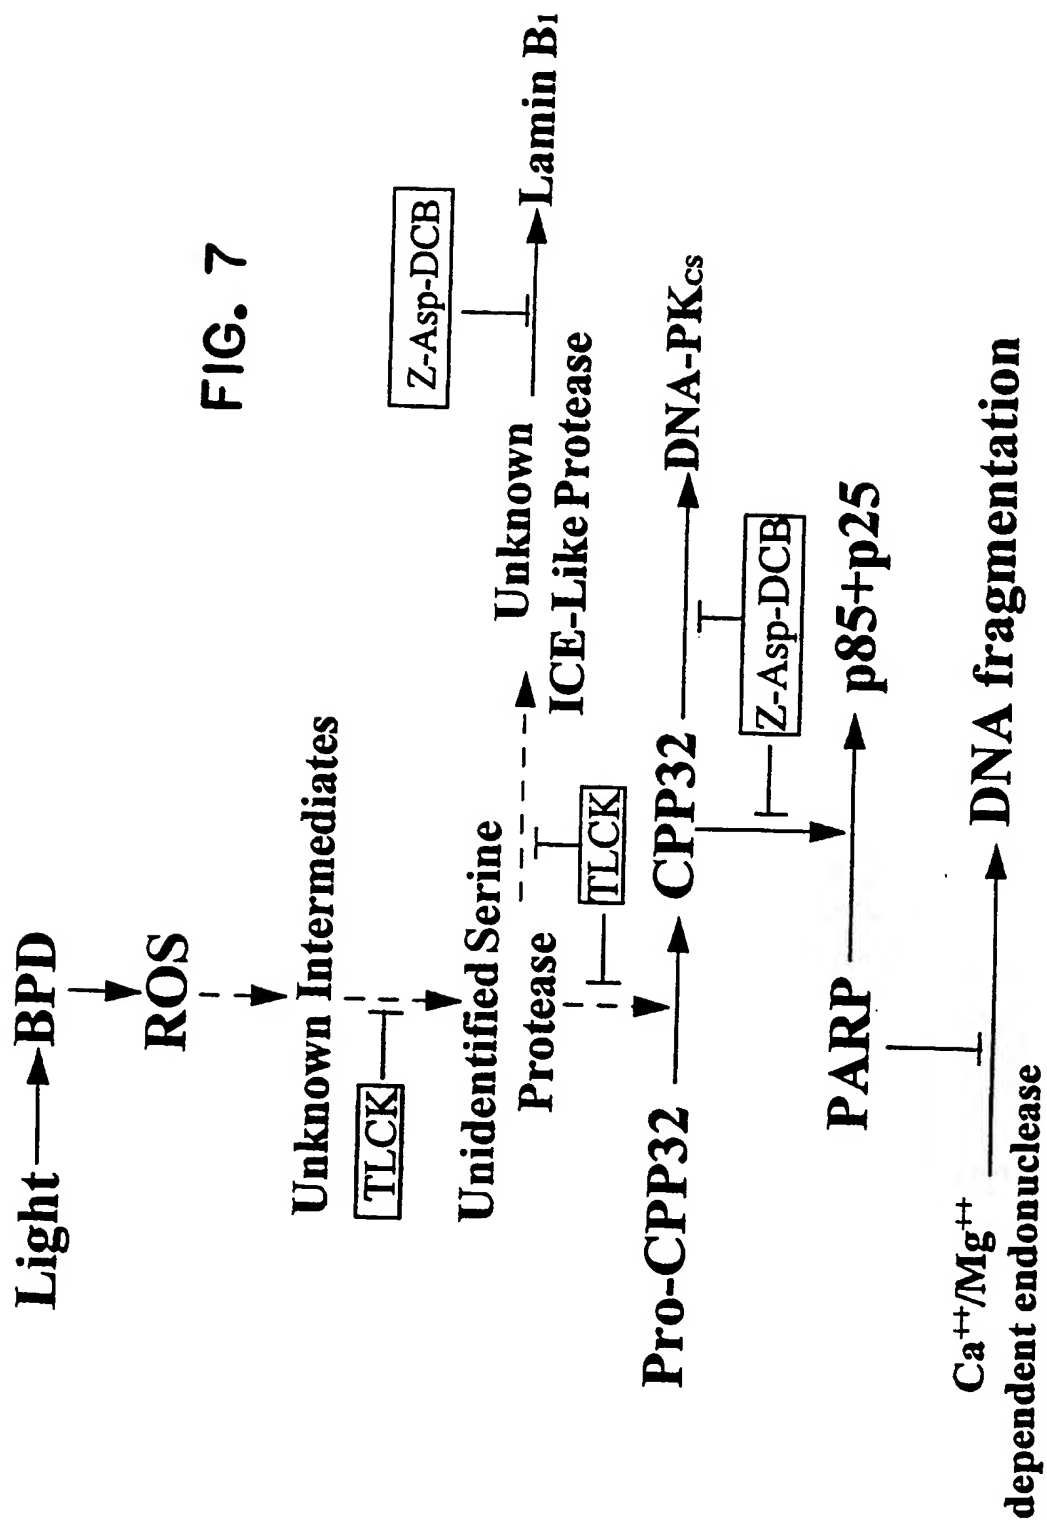 FIG. 7
Light
BPD
ROS
Unknown Intermediates
TLCK
Unidentified Serine
Protease
Unknown
ICE-Like Protease
Z-Asp-DCB
Lamin B1
TLCK
Pro-CPP32
CPP32
DNA-PKcs
Z-Asp-DCB
PARP
p85+p25
Ca++/Mg++
dependent endonuclease
DNA fragmentation